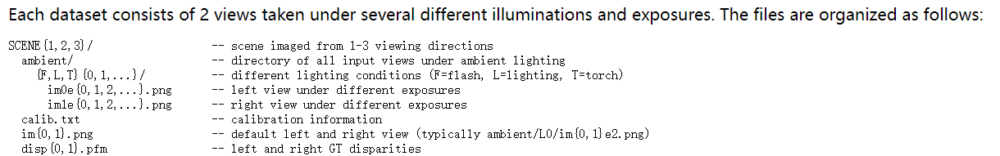 Each dataset consists of 2 views taken under several different illuminations and exposures. The files are organized as follows:
SCENE{1,2,3}/ -- scene imaged from 1-3 viewing directions
ambient/ -- directory of all input views under ambient lighting
{F,L,T}{0,1,...}/ -- different lighting conditions (F=flash, L=lighting, T=torch)
im0e{0,1,2,...}.png -- left view under different exposures
im1e{0,1,2,...}.png -- right view under different exposures
calib.txt -- calibration information
im{0,1}.png -- default left and right view (typically ambient/L0/im{0,1}e2.png)
disp{0,1}.pfm -- left and right GT disparities